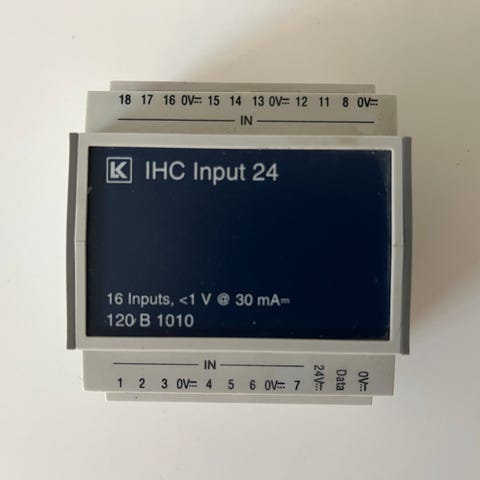 18 17 16 0V⎓ 15 14 13 0V⎓ 12 11 8 0V⎓
IN
LK IHC Input 24
16 Inputs, <1 V @ 30 mA⎓
120 B 1010
IN
1 2 3 0V⎓ 4 5 6 0V⎓ 7 24V⎓ Data 0V⎓